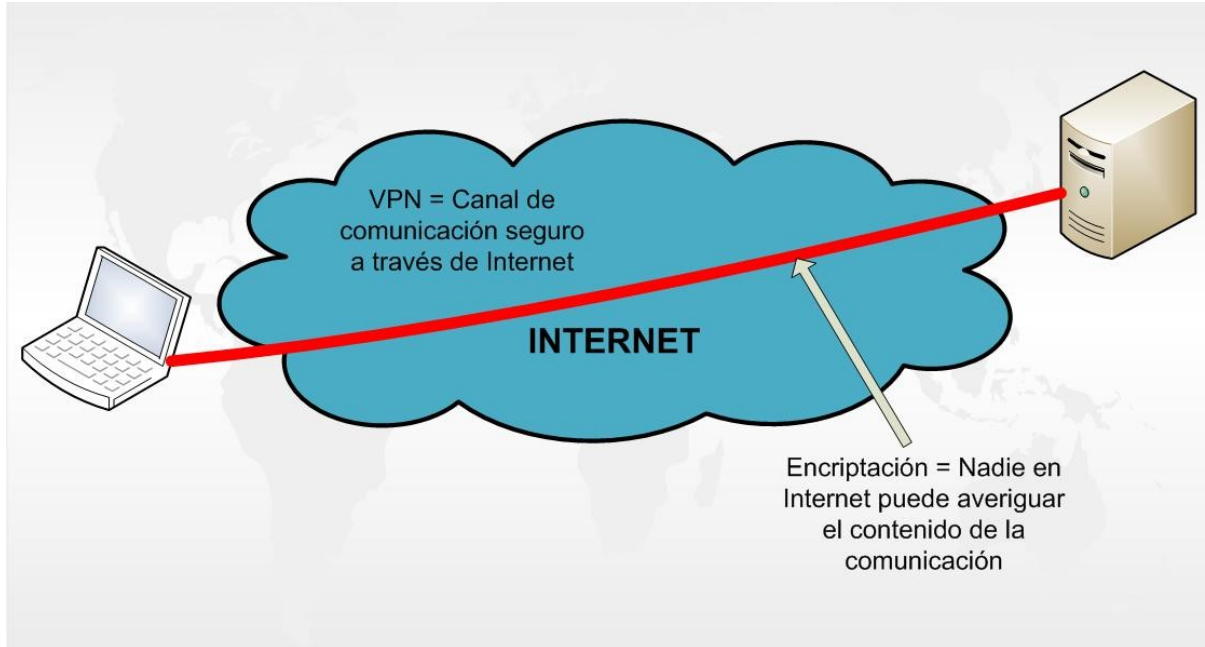 VPN = Canal de
comunicación seguro
a través de Internet
INTERNET
Encriptación = Nadie en
Internet puede averiguar
el contenido de la
comunicación